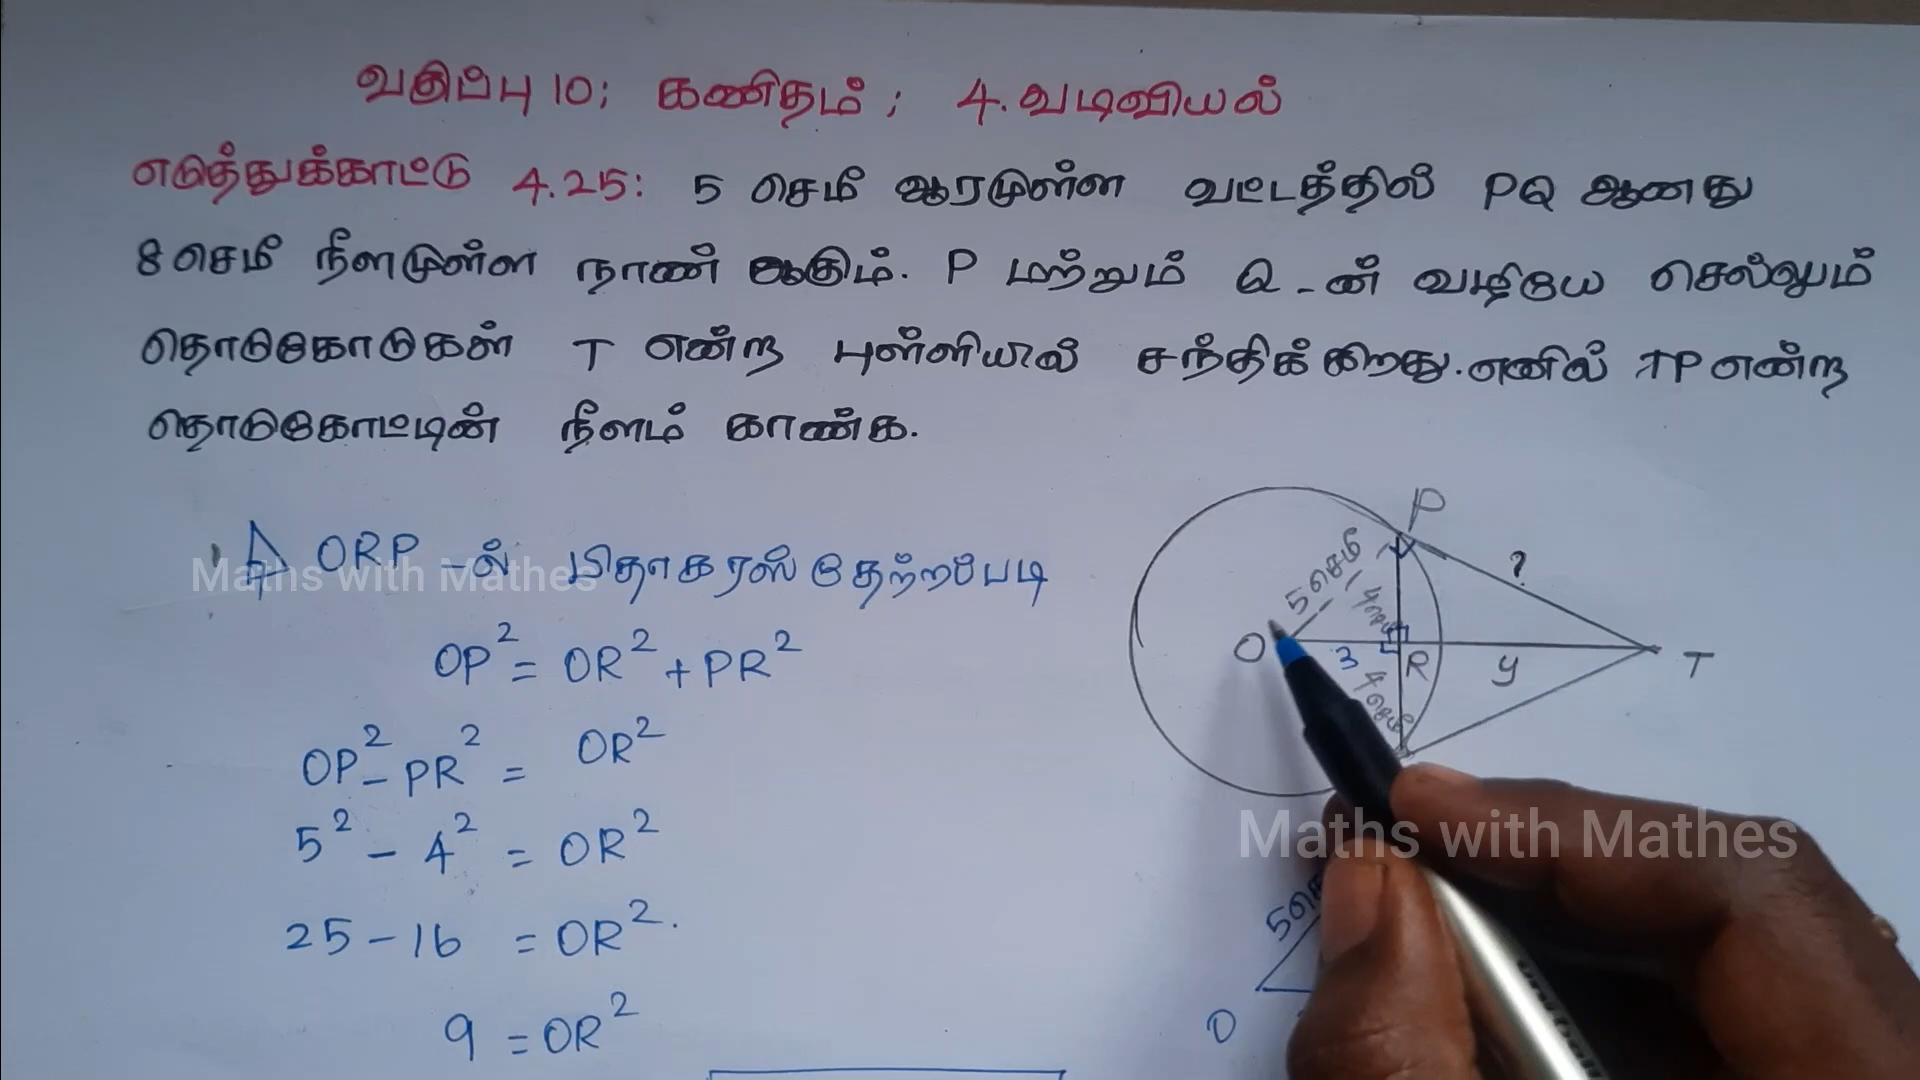 வகுப்பு 10; கணிதம்; 4. வடிவியல்
எடுத்துக்காட்டு 4.25: 5 செமீ ஆரமுள்ள வட்டத்தில் PQ ஆனது
8 செமீ நீளமுள்ள நாண் ஆகும். P மற்றும் Q-ன் வழியே செல்லும்
தொடுகோடுகள் T என்ற புள்ளியில் சந்திக்கிறது. எனில் TP என்ற
தொடுகோட்டின் நீளம் காண்க.
ORP -ல் பிதாகரஸ் தேற்றப்படி
Maths with Mathes
OP² = OR² + PR²
OP² - PR² = OR²
5² - 4² = OR²
25 - 16 = OR².
9 = OR²
P
?
5 செமீ
4 செமீ
O
3
R
y
T
4 செமீ
Maths with Mathes
5செ
O